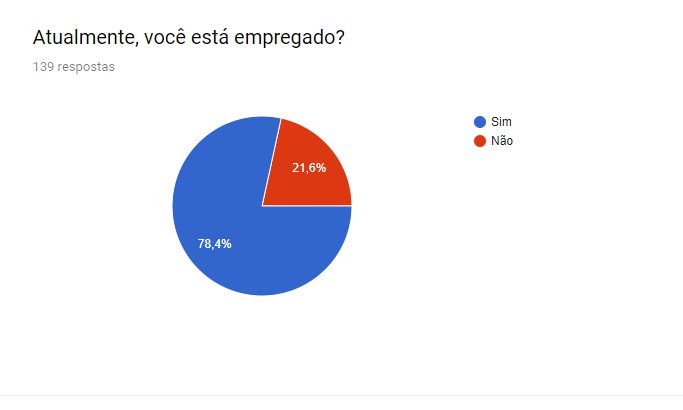 Atualmente, você está empregado?
139 respostas
Sim
Não
21,6%
78,4%